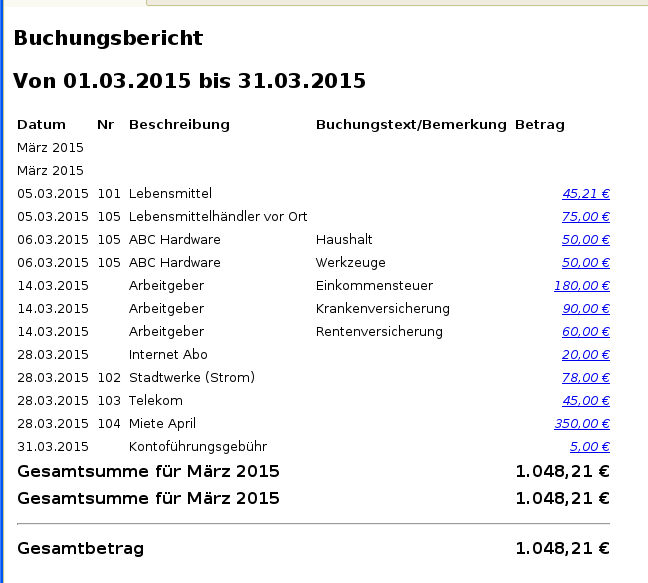 Buchungsbericht
Von 01.03.2015 bis 31.03.2015
Datum Nr Beschreibung Buchungstext/Bemerkung Betrag
März 2015
März 2015
05.03.2015 101 Lebensmittel 45,21 €
05.03.2015 105 Lebensmittelhändler vor Ort 75,00 €
06.03.2015 105 ABC Hardware Haushalt 50,00 €
06.03.2015 105 ABC Hardware Werkzeuge 50,00 €
14.03.2015 Arbeitgeber Einkommensteuer 180,00 €
14.03.2015 Arbeitgeber Krankenversicherung 90,00 €
14.03.2015 Arbeitgeber Rentenversicherung 60,00 €
28.03.2015 Internet Abo 20,00 €
28.03.2015 102 Stadtwerke (Strom) 78,00 €
28.03.2015 103 Telekom 45,00 €
28.03.2015 104 Miete April 350,00 €
31.03.2015 Kontoführungsgebühr 5,00 €
Gesamtsumme für März 2015 1.048,21 €
Gesamtsumme für März 2015 1.048,21 €
Gesamtbetrag 1.048,21 €